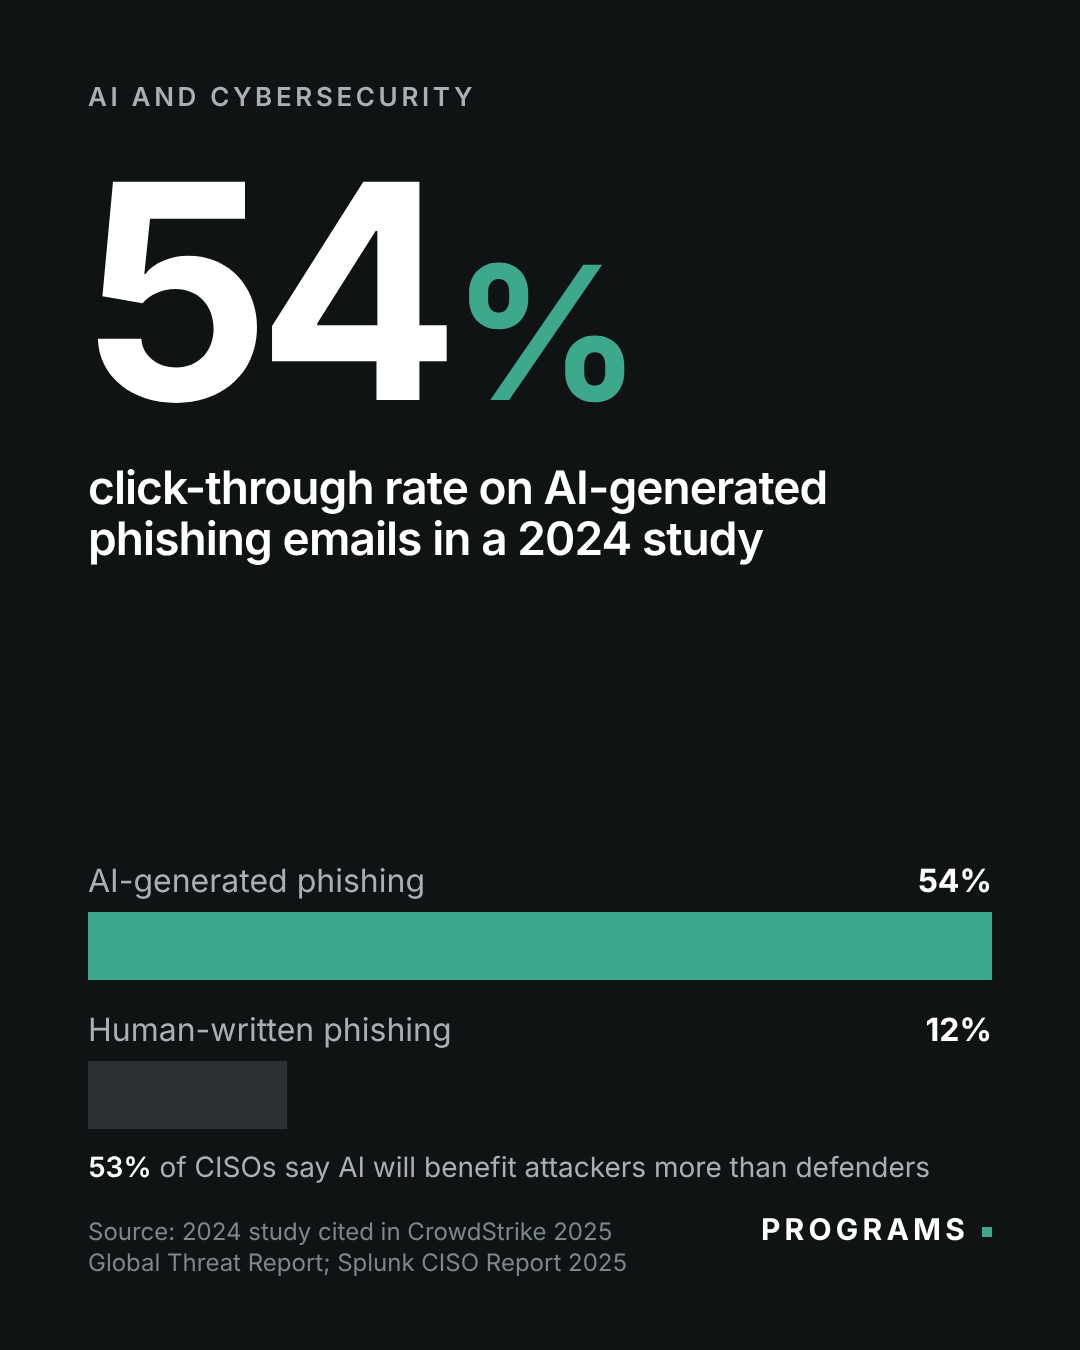 AI AND CYBERSECURITY
54%
click-through rate on AI-generated
phishing emails in a 2024 study
AI-generated phishing 54%
Human-written phishing 12%
53% of CISOs say AI will benefit attackers more than defenders
Source: 2024 study cited in CrowdStrike 2025
Global Threat Report; Splunk CISO Report 2025
PROGRAMS